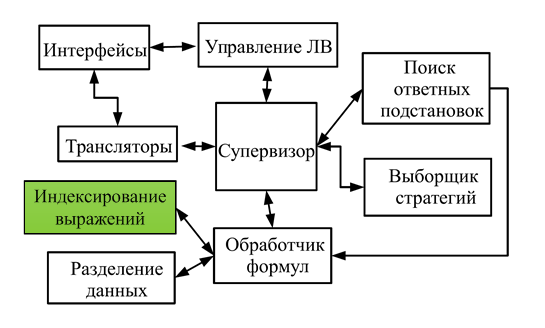 Интерфейсы
Управление ЛВ
Поиск
ответных
подстановок
Трансляторы
Супервизор
Выборщик
стратегий
Индексирование
выражений
Обработчик
формул
Разделение
данных